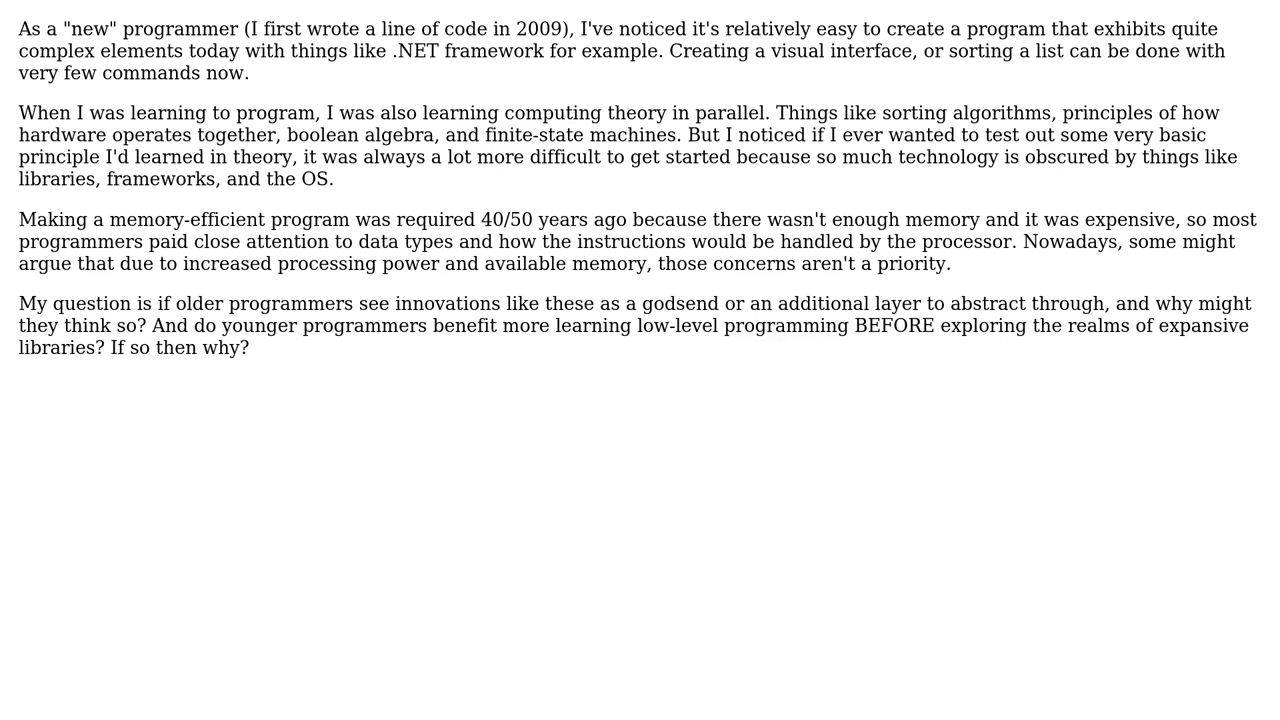 As a "new" programmer (I first wrote a line of code in 2009), I've noticed it's relatively easy to create a program that exhibits quite
complex elements today with things like .NET framework for example. Creating a visual interface, or sorting a list can be done with
very few commands now.
When I was learning to program, I was also learning computing theory in parallel. Things like sorting algorithms, principles of how
hardware operates together, boolean algebra, and finite-state machines. But I noticed if I ever wanted to test out some very basic
principle I'd learned in theory, it was always a lot more difficult to get started because so much technology is obscured by things like
libraries, frameworks, and the OS.
Making a memory-efficient program was required 40/50 years ago because there wasn't enough memory and it was expensive, so most
programmers paid close attention to data types and how the instructions would be handled by the processor. Nowadays, some might
argue that due to increased processing power and available memory, those concerns aren't a priority.
My question is if older programmers see innovations like these as a godsend or an additional layer to abstract through, and why might
they think so? And do younger programmers benefit more learning low-level programming BEFORE exploring the realms of expansive
libraries? If so then why?